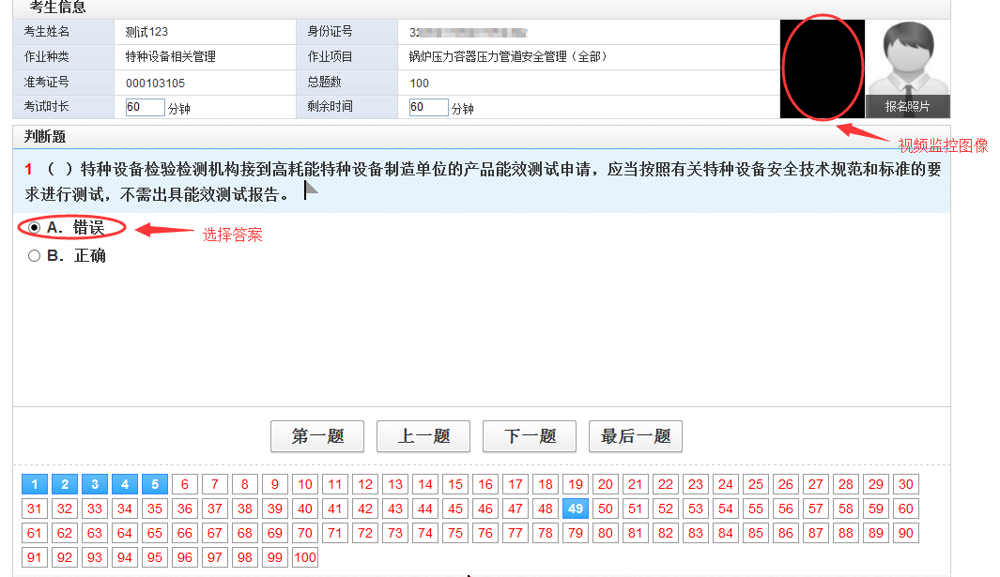 考生信息
考生姓名 测试123 身份证号 32
作业种类 特种设备相关管理 作业项目 锅炉压力容器压力管道安全管理（全部）
准考证号 000103105 总题数 100
考试时长 60 分钟 剩余时间 60 分钟
报名照片
视频监控图像
判断题
1 （ ）特种设备检验检测机构接到高耗能特种设备制造单位的产品能效测试申请，应当按照有关特种设备安全技术规范和标准的要
求进行测试，不需出具能效测试报告。
A．错误
选择答案
B．正确
第一题 上一题 下一题 最后一题
1 2 3 4 5 6 7 8 9 10 11 12 13 14 15 16 17 18 19 20 21 22 23 24 25 26 27 28 29 30
31 32 33 34 35 36 37 38 39 40 41 42 43 44 45 46 47 48 49 50 51 52 53 54 55 56 57 58 59 60
61 62 63 64 65 66 67 68 69 70 71 72 73 74 75 76 77 78 79 80 81 82 83 84 85 86 87 88 89 90
91 92 93 94 95 96 97 98 99 100